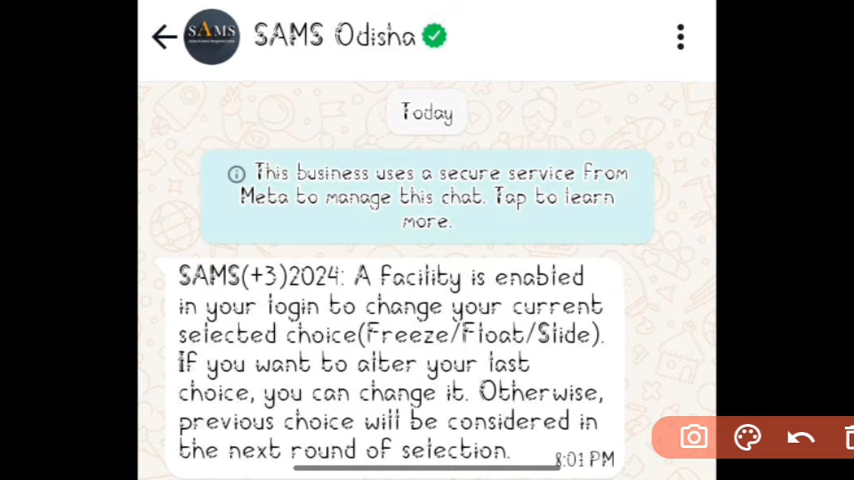 SAMS
SAMS Odisha
Today
This business uses a secure service from
Meta to manage this chat. Tap to learn
more.
SAMS(+3)2024: A facility is enabled
in your login to change your current
selected choice(Freeze/Float/Slide).
If you want to alter your last
choice, you can change it. Otherwise,
previous choice will be considered in
the next round of selection.
8:01 PM